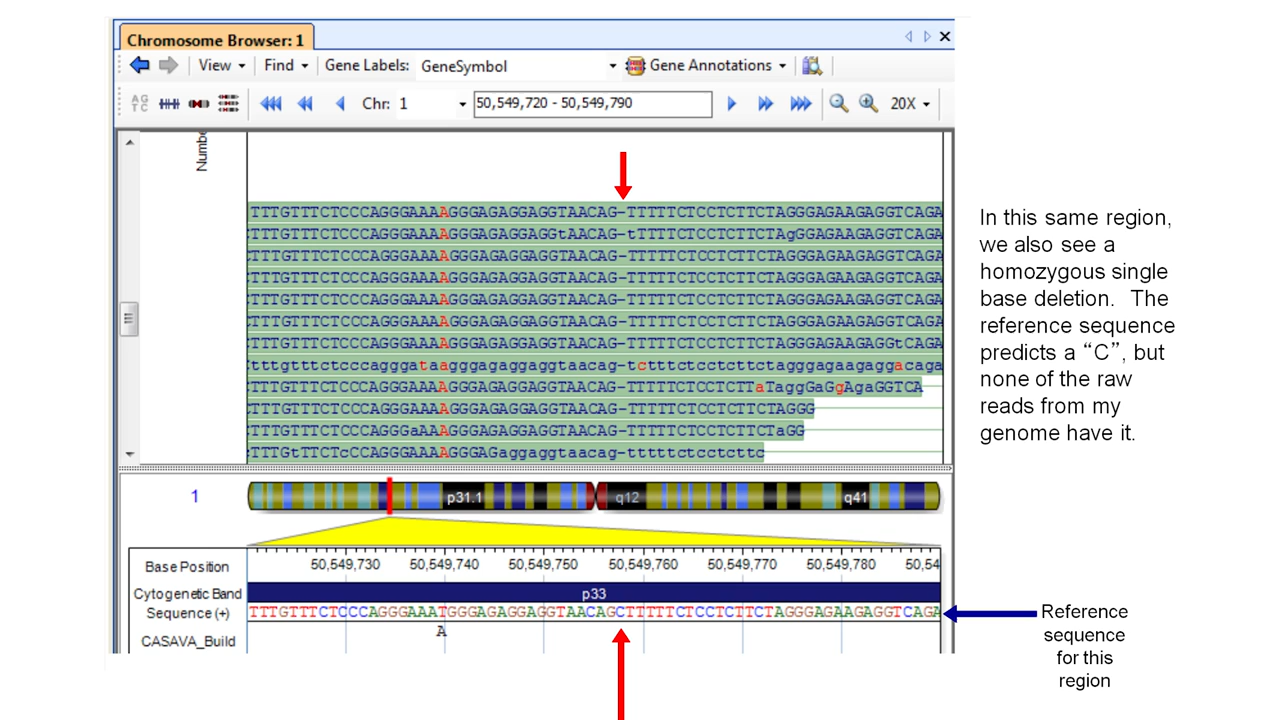 Chromosome Browser: 1
View Find Gene Labels: GeneSymbol Gene Annotations
AG
TC
Chr: 1 50,549,720 - 50,549,790 20X
Numbe
TTTGTTTCTCCCAGGGAAAAGGGAGAGGAGGTAACAG-TTTTTCTCCTCTTCTAGGGAGAAGAGGTCAGA
TTTGTTTCTCCCAGGGAAAAGGGAGAGGAGGtAACAG-tTTTTCTCCTCTTCTAgGGAGAAGAGGTCAGA
TTTGTTTCTCCCAGGGAAAAGGGAGAGGAGGTAACAG-TTTTTCTCCTCTTCTAGGGAGAAGAGGTCAGA
TTTGTTTCTCCCAGGGAAAAGGGAGAGGAGGTAACAG-TTTTTCTCCTCTTCTAGGGAGAAGAGGTCAGA
TTTGTTTCTCCCAGGGAAAAGGGAGAGGAGGTAACAG-TTTTTCTCCTCTTCTAGGGAGAAGAGGTCAGA
TTTGTTTCTCCCAGGGAAAAGGGAGAGGAGGTAACAG-TTTTTCTCCTCTTCTAGGGAGAAGAGGTCAGA
TTTGTTTCTCCCAGGGAAAAGGGAGAGGAGGTAACAG-TTTTTCTCCTCTTCTAGGGAGAAGAGGtCAGA
tttgtttctcccagggataagggagaggaggtaacag-tctttctcctcttctagggagaagaggacaga
TTTGTTTCTCCCAGGGAAAAGGGAGAGGAGGTAACAG-TTTTTCTCCTCTTaTaggGaGgAgaGGTCA
TTTGTTTCTCCCAGGGAAAAGGGAGAGGAGGTAACAG-TTTTTCTCCTCTTCTAGGG
TTTGTTTCTCCCAGGGaAAAGGGAGAGGAGGTAACAG-TTTTTCTCCTCTTCTaGG
TTTGtTTCTcCCAGGGAAAAGGGAGaggaggtaacag-tttttctcctcttc
In this same region,
we also see a
homozygous single
base deletion. The
reference sequence
predicts a “C”, but
none of the raw
reads from my
genome have it.
1 p31.1 q12 q41
Base Position 50,549,730 50,549,740 50,549,750 50,549,760 50,549,770 50,549,780 50,54
Cytogenetic Band p33
Sequence (+) TTTGTTTCTCCCAGGGAAATGGGAGAGGAGGTAACAGCTTTTTCTCCTCTTCTAGGGAGAAGAGGTCAGA
A
CASAVA_Build
Reference
sequence
for this
region